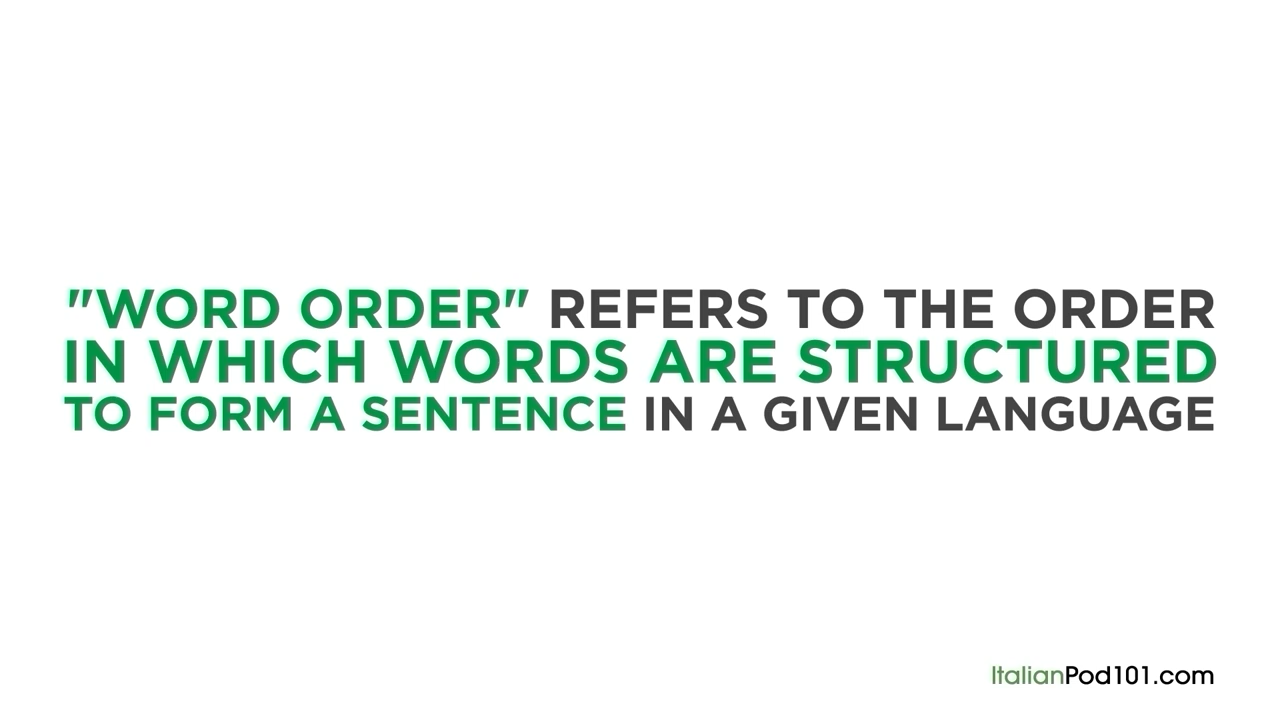 "WORD ORDER" REFERS TO THE ORDER
IN WHICH WORDS ARE STRUCTURED
TO FORM A SENTENCE IN A GIVEN LANGUAGE
ItalianPod101.com